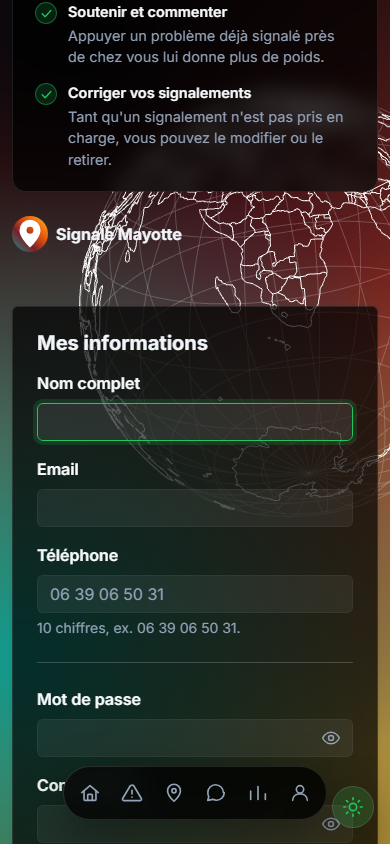 Soutenir et commenter
Appuyer un problème déjà signalé près
de chez vous lui donne plus de poids.
Corriger vos signalements
Tant qu'un signalement n'est pas pris en
charge, vous pouvez le modifier ou le
retirer.
Signale Mayotte
Mes informations
Nom complet
Email
Téléphone
06 39 06 50 31
10 chiffres, ex. 06 39 06 50 31.
Mot de passe